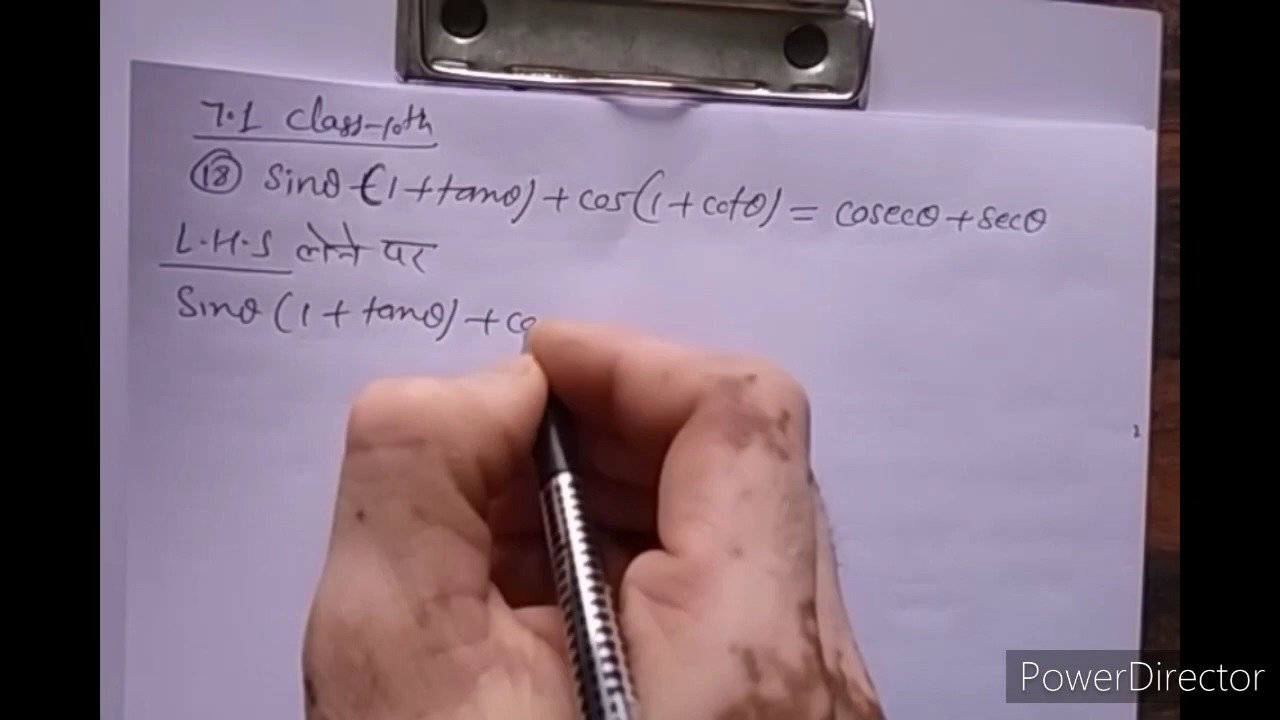 7.1 Class-10th
(18) sinθ (1+tanθ) + cos(1+cotθ) = cosecθ + secθ
L.H.S लेने पर
Sinθ (1 + tanθ) + co
PowerDirector